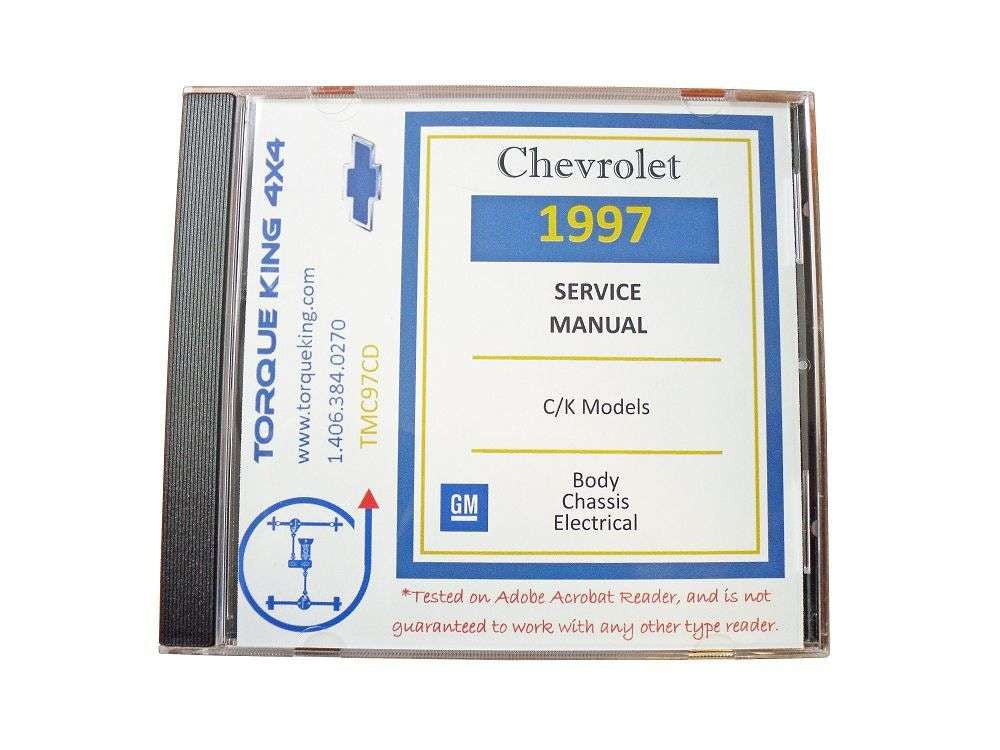 TORQUE KING 4X4
www.torqueking.com
1.406.384.0270
TMC97CD
Chevrolet
1997
SERVICE
MANUAL
C/K Models
GM
Body
Chassis
Electrical
*Tested on Adobe Acrobat Reader, and is not
guaranteed to work with any other type reader.